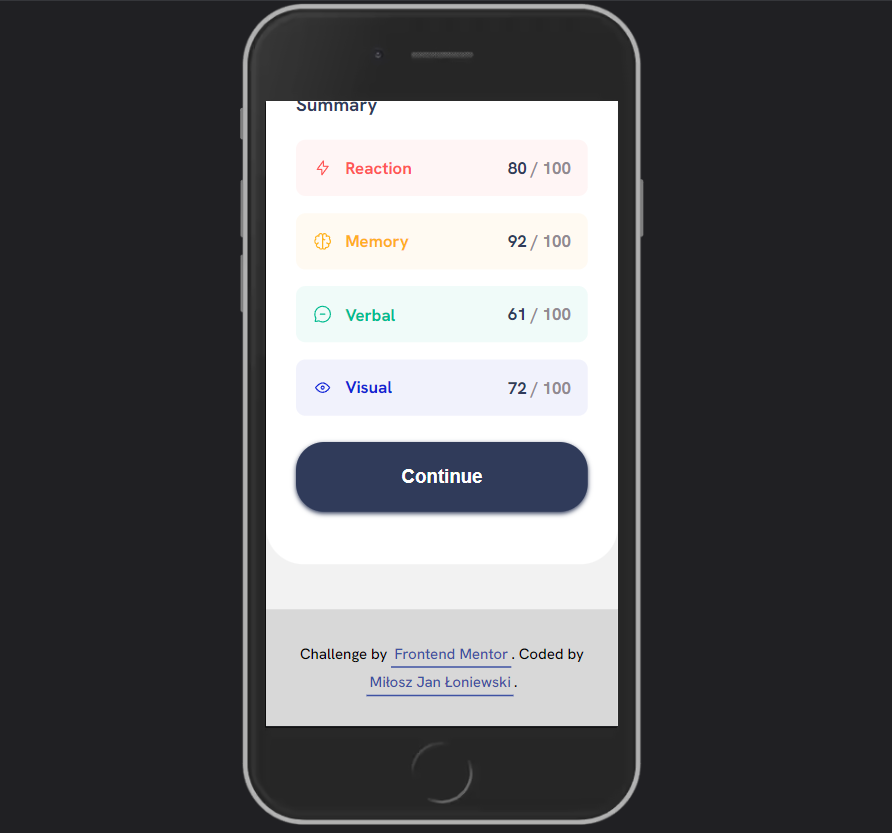 Summary
Reaction 80 / 100
Memory 92 / 100
Verbal 61 / 100
Visual 72 / 100
Continue
Challenge by Frontend Mentor . Coded by
Miłosz Jan Łoniewski .